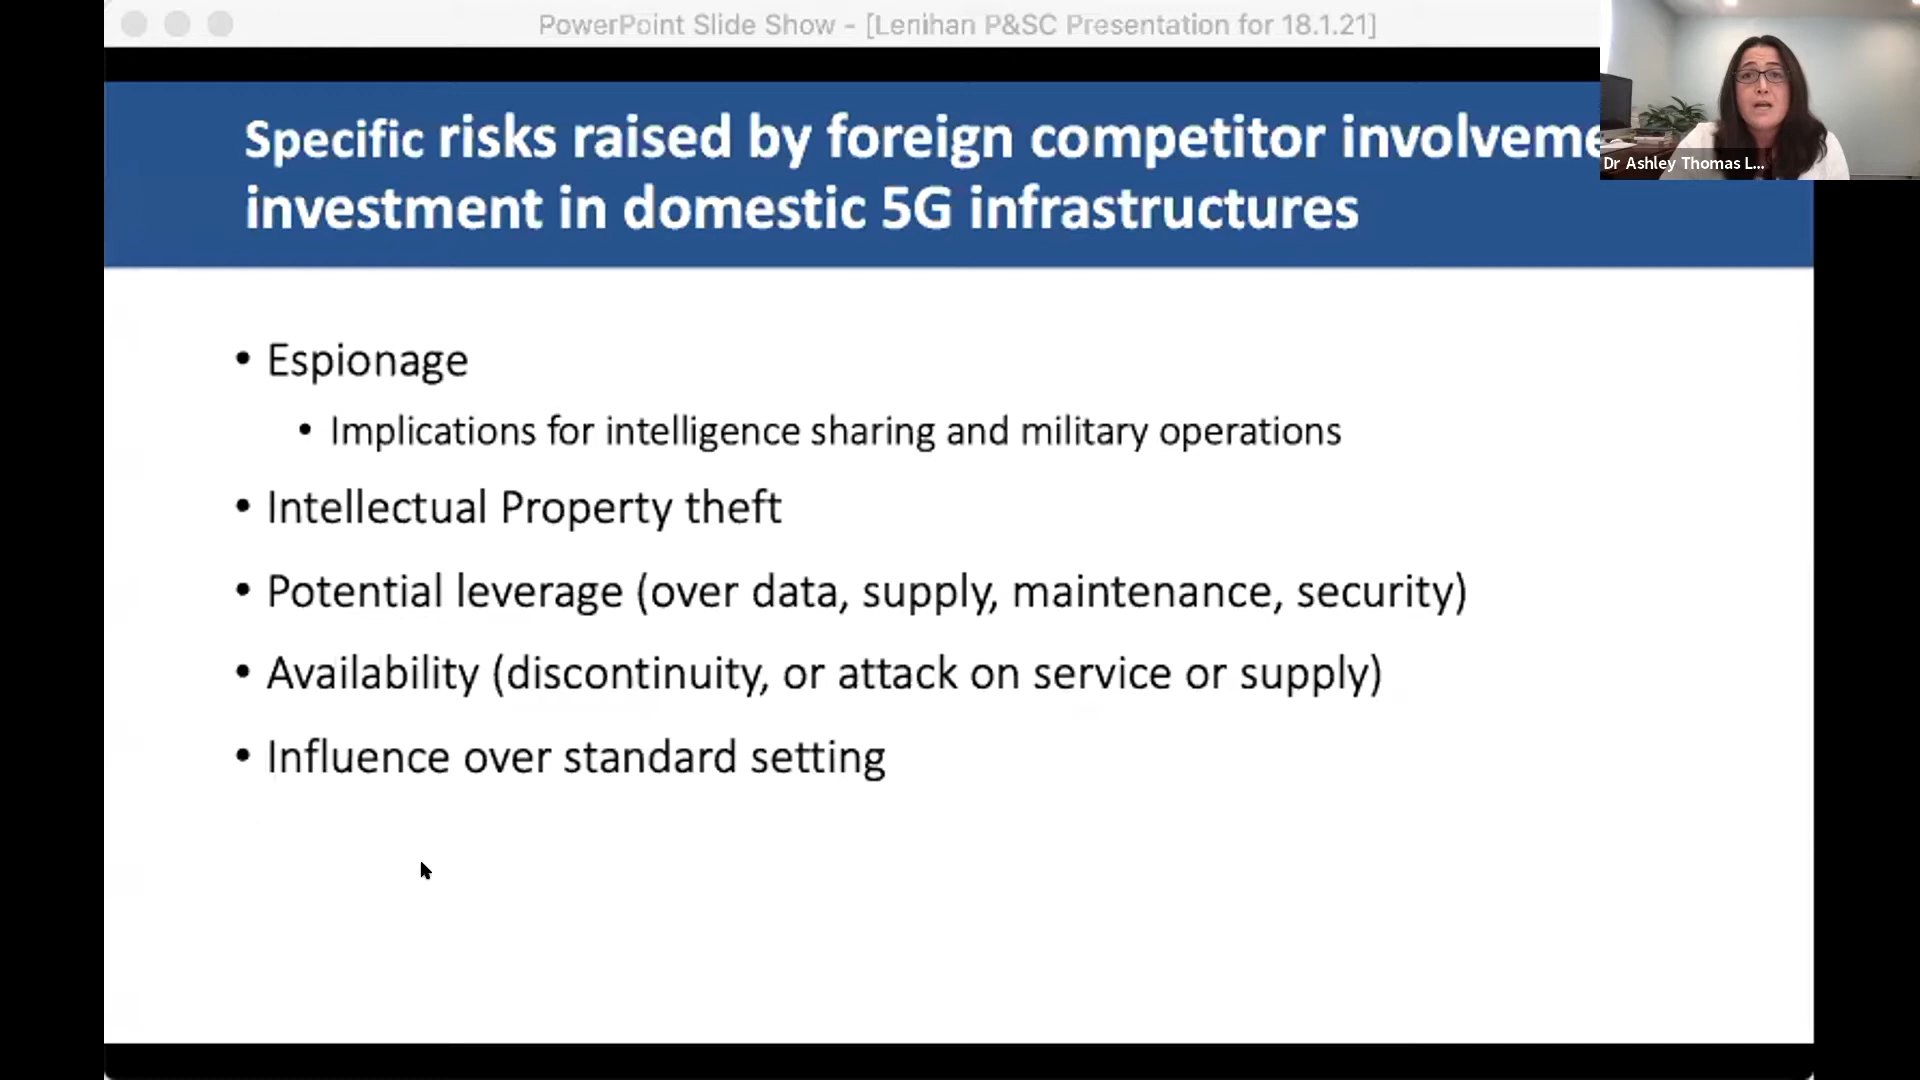 PowerPoint Slide Show - [Lenihan P&SC Presentation for 18.1.21]
Specific risks raised by foreign competitor involveme
investment in domestic 5G infrastructures
Dr Ashley Thomas L...
• Espionage
• Implications for intelligence sharing and military operations
• Intellectual Property theft
• Potential leverage (over data, supply, maintenance, security)
• Availability (discontinuity, or attack on service or supply)
• Influence over standard setting